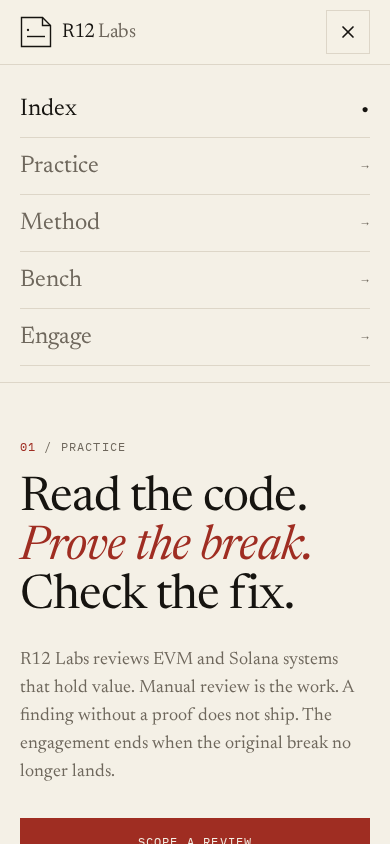 R12 Labs
Index
Practice
Method
Bench
Engage
01 / PRACTICE
Read the code.
Prove the break.
Check the fix.
R12 Labs reviews EVM and Solana systems
that hold value. Manual review is the work. A
finding without a proof does not ship. The
engagement ends when the original break no
longer lands.
SCOPE A REVIEW